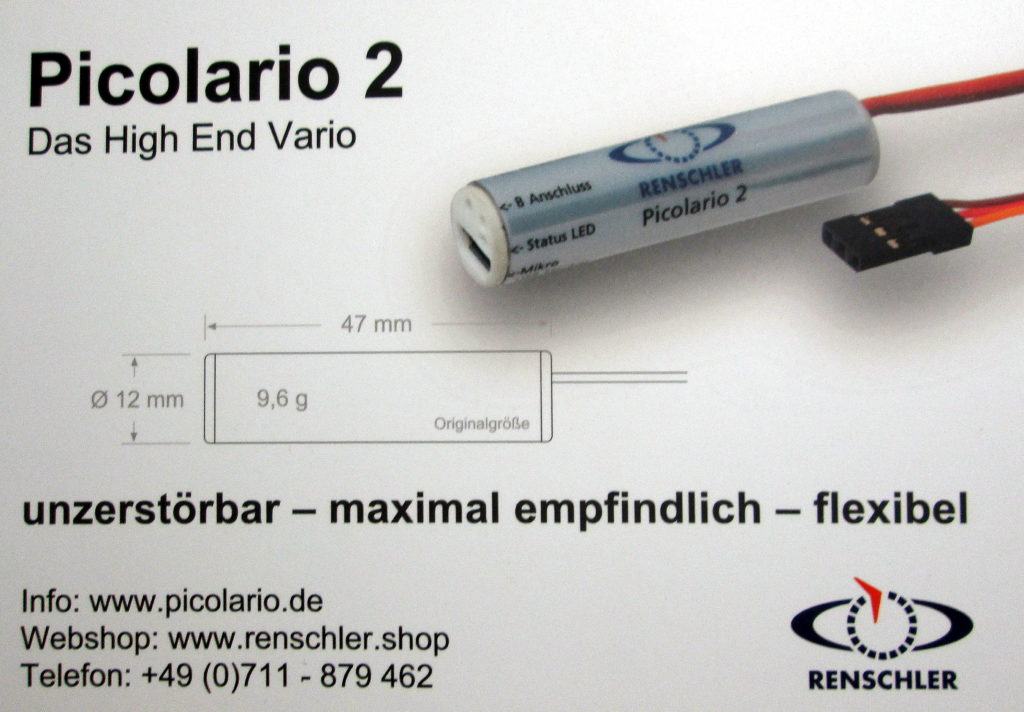 Picolario 2
Das High End Vario
RENSCHLER
<- B Anschluss
Picolario 2
<- Status LED
<- Mikro
47 mm
Ø 12 mm
9,6 g
Originalgröße
unzerstörbar – maximal empfindlich – flexibel
Info: www.picolario.de
Webshop: www.renschler.shop
Telefon: +49 (0)711 - 879 462
RENSCHLER